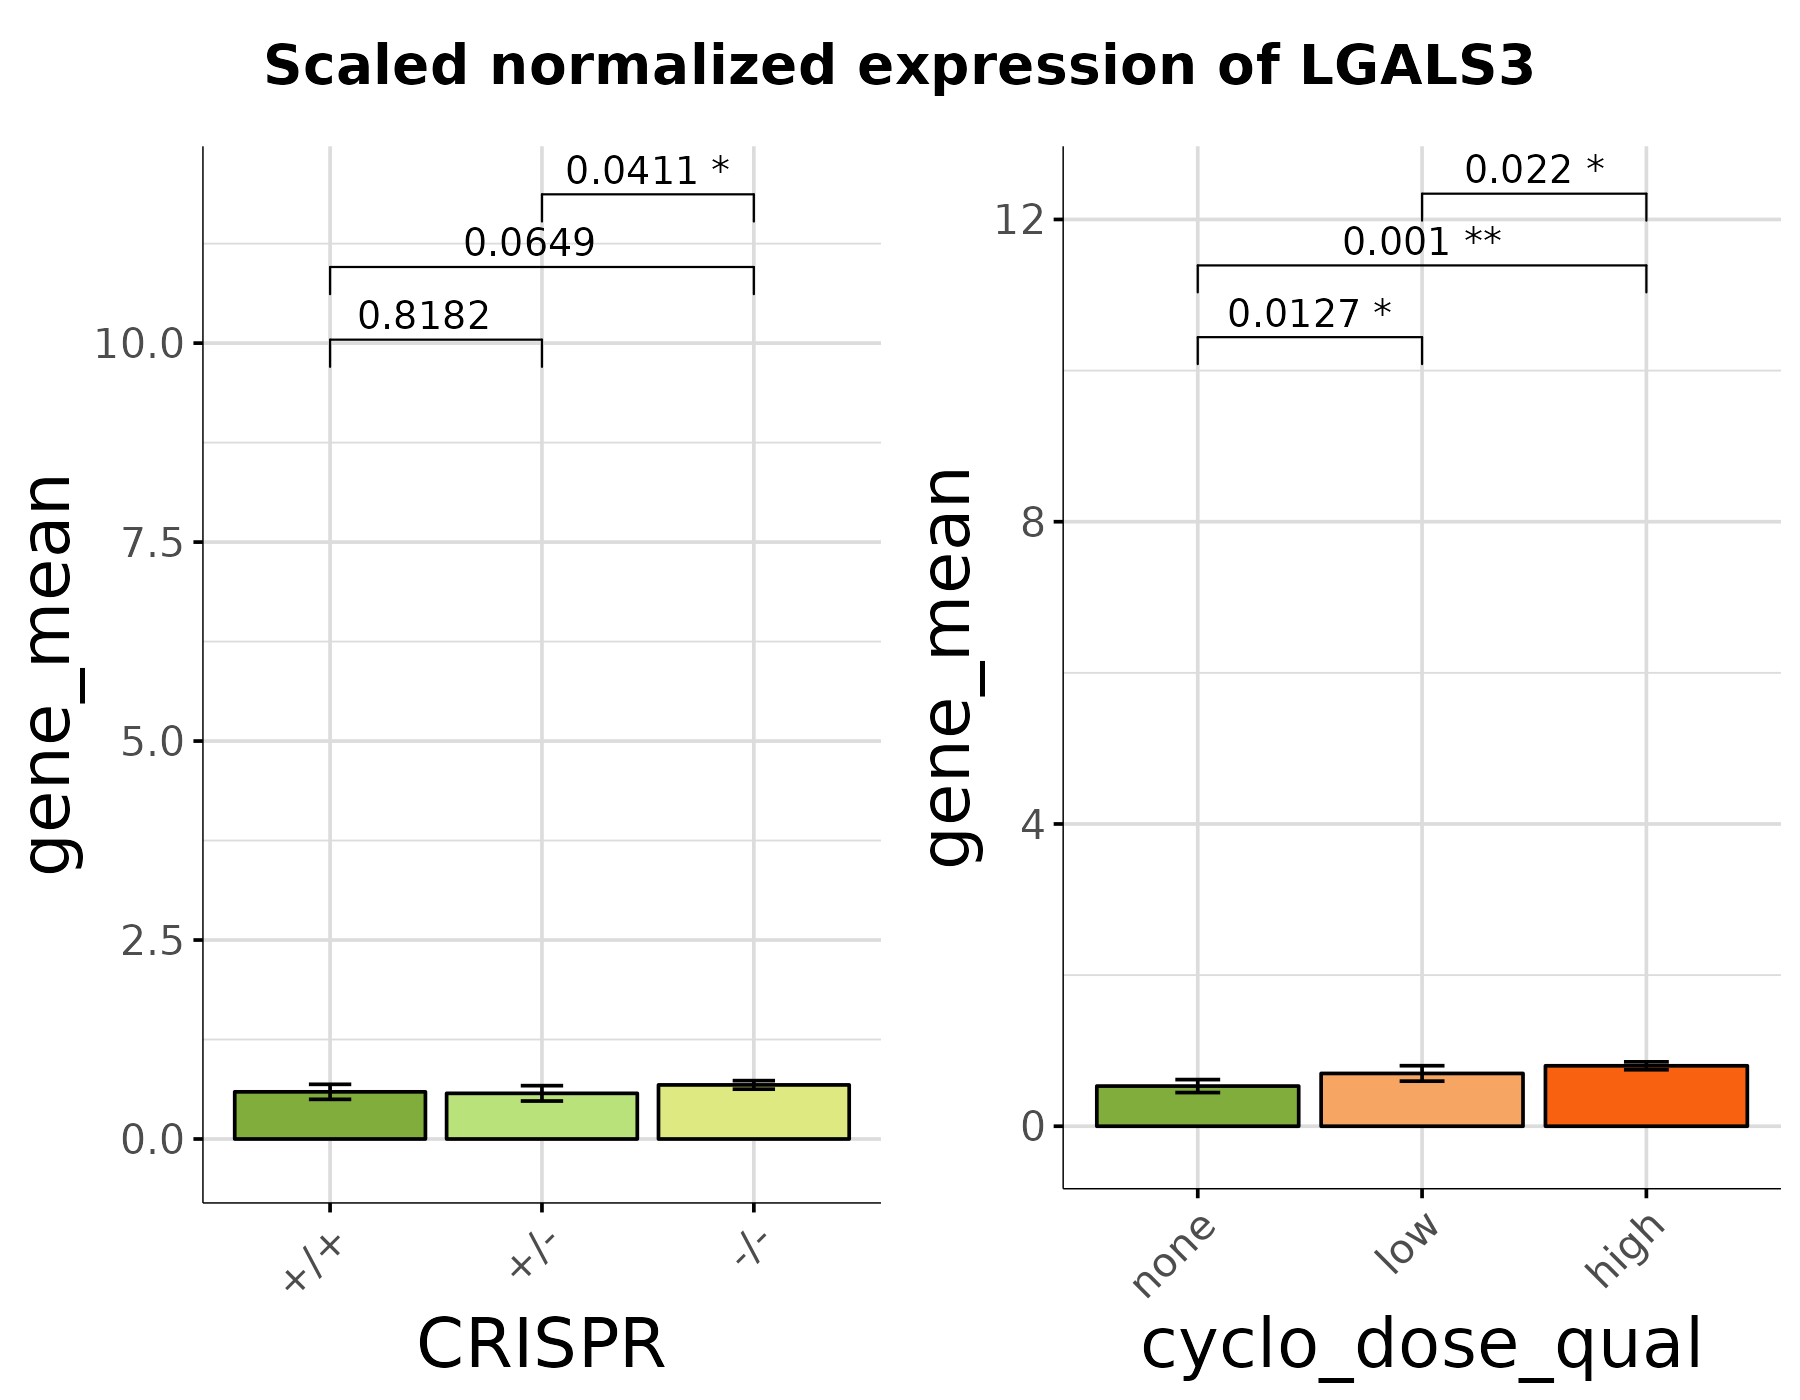 Scaled normalized expression of LGALS3
0.0411 *
0.0649
0.8182
10.0
7.5
5.0
2.5
0.0
gene_mean
+/+
+/-
-/-
CRISPR
0.022 *
0.001 **
0.0127 *
12
8
4
0
gene_mean
none
low
high
cyclo_dose_qual